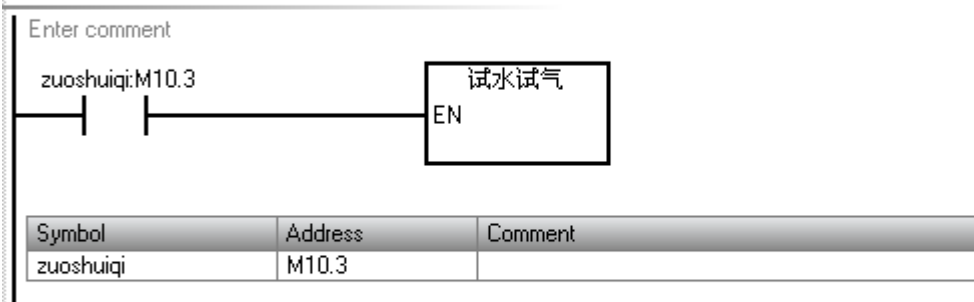 Enter comment
zuoshuiqi:M10.3
试水试气
EN
Symbol Address Comment
zuoshuiqi M10.3